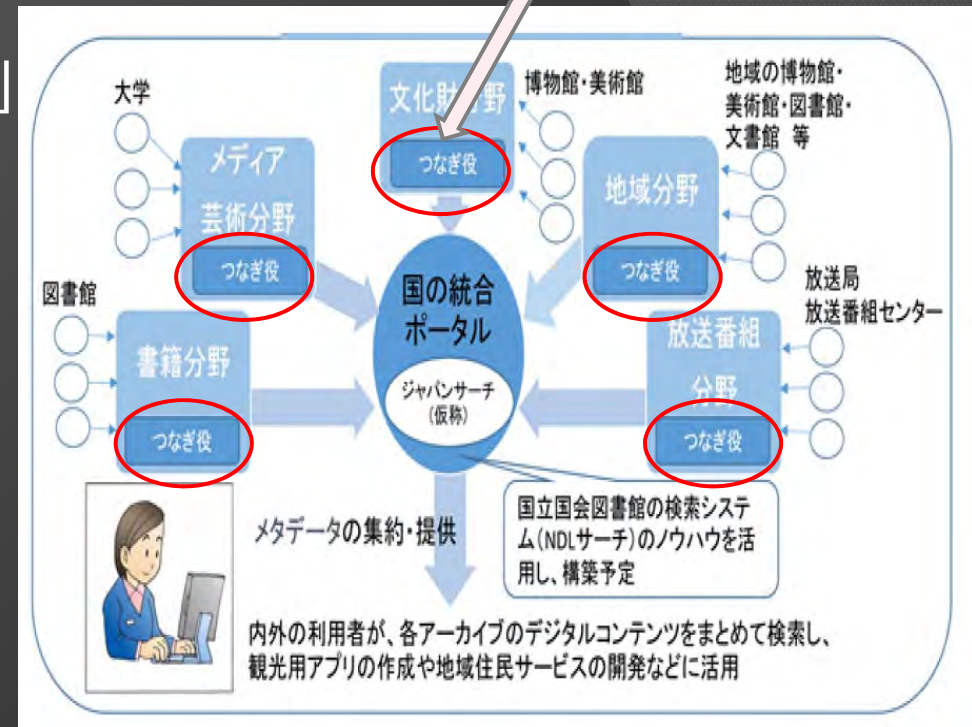 」
大学
文化財分野
つなぎ役
博物館・美術館
地域の博物館・
美術館・図書館・
文書館 等
メディア
芸術分野
つなぎ役
地域分野
つなぎ役
図書館
書籍分野
つなぎ役
国の統合
ポータル
ジャパンサーチ
(仮称)
放送局
放送番組センター
放送番組
分野
つなぎ役
メタデータの集約・提供
国立国会図書館の検索システ
ム(NDLサーチ)のノウハウを活
用し、構築予定
内外の利用者が、各アーカイブのデジタルコンテンツをまとめて検索し、
観光用アプリの作成や地域住民サービスの開発などに活用